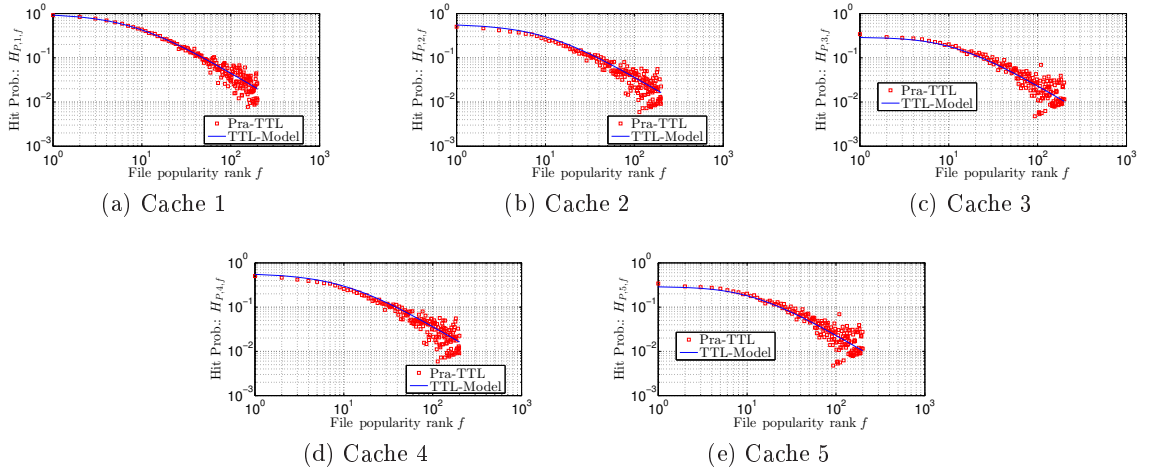 10^0
10^-1
10^-2
10^-3
Hit Prob.: H_{P,1,f}
Pra-TTL
TTL-Model
10^0 10^1 10^2 10^3
File popularity rank f
(a) Cache 1
10^0
10^-1
10^-2
10^-3
Hit Prob.: H_{P,2,f}
Pra-TTL
TTL-Model
10^0 10^1 10^2 10^3
File popularity rank f
(b) Cache 2
10^0
10^-1
10^-2
10^-3
Hit Prob.: H_{P,3,f}
Pra-TTL
TTL-Model
10^0 10^1 10^2 10^3
File popularity rank f
(c) Cache 3
10^0
10^-1
10^-2
10^-3
Hit Prob.: H_{P,4,f}
Pra-TTL
TTL-Model
10^0 10^1 10^2 10^3
File popularity rank f
(d) Cache 4
10^0
10^-1
10^-2
10^-3
Hit Prob.: H_{P,5,f}
Pra-TTL
TTL-Model
10^0 10^1 10^2 10^3
File popularity rank f
(e) Cache 5